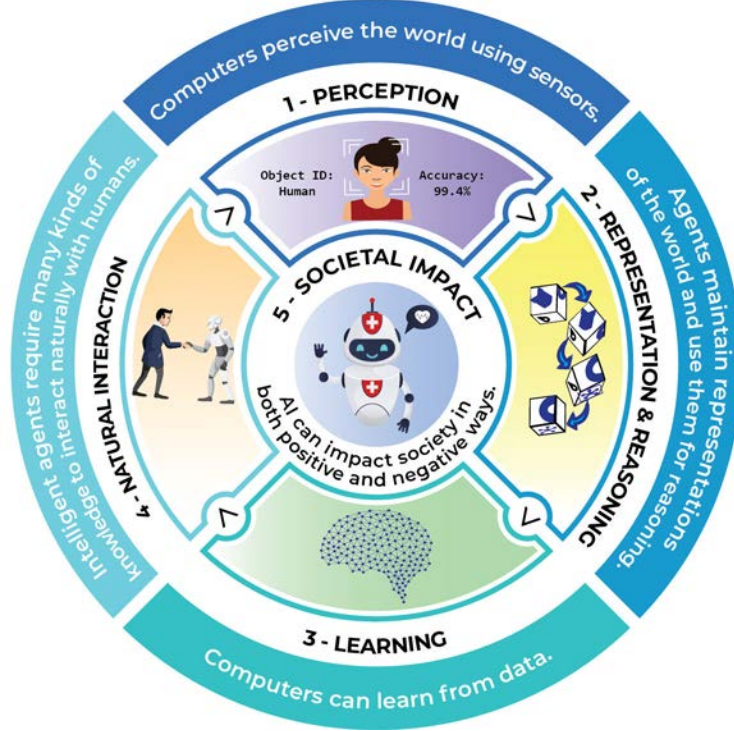 Computers perceive the world using sensors.
1 - PERCEPTION
Object ID:
Human
Accuracy:
99.4%
2 - REPRESENTATION & REASONING
Agents maintain representations
of the world and use them for reasoning.
3 - LEARNING
Computers can learn from data.
4 - NATURAL INTERACTION
Intelligent agents require many kinds of
knowledge to interact naturally with humans.
5 - SOCIETAL IMPACT
AI can impact society in
both positive and negative ways.